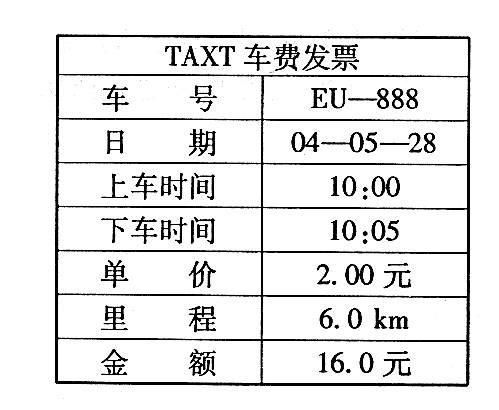 TAXT 车费发票
车 号 EU—888
日 期 04—05—28
上车时间 10:00
下车时间 10:05
单 价 2.00 元
里 程 6.0 km
金 额 16.0 元